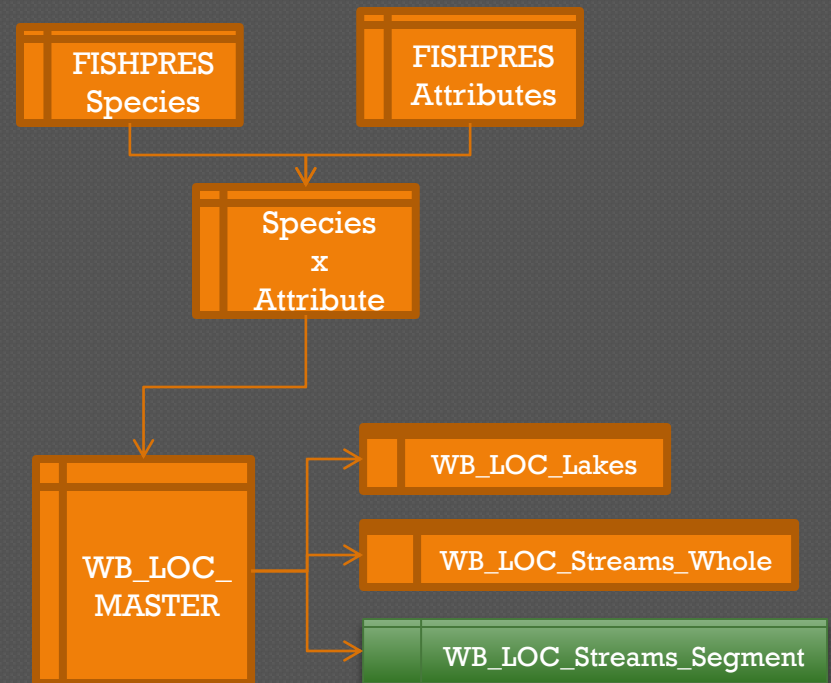 FISHPRES
Species
FISHPRES
Attributes
Species
x
Attribute
WB_LOC_
MASTER
WB_LOC_Lakes
WB_LOC_Streams_Whole
WB_LOC_Streams_Segment